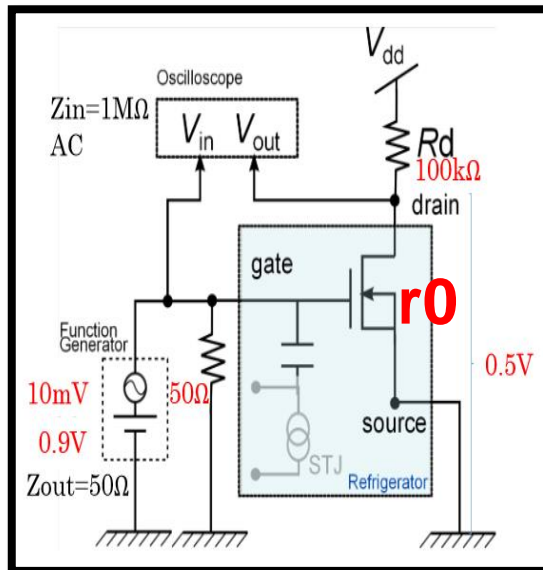 Vdd
Oscilloscope
Zin=1MΩ
AC
Vin Vout
Rd
100kΩ
drain
gate
r0
Function
Generator
10mV
50Ω
0.5V
0.9V
source
STJ
Zout=50Ω
Refrigerator